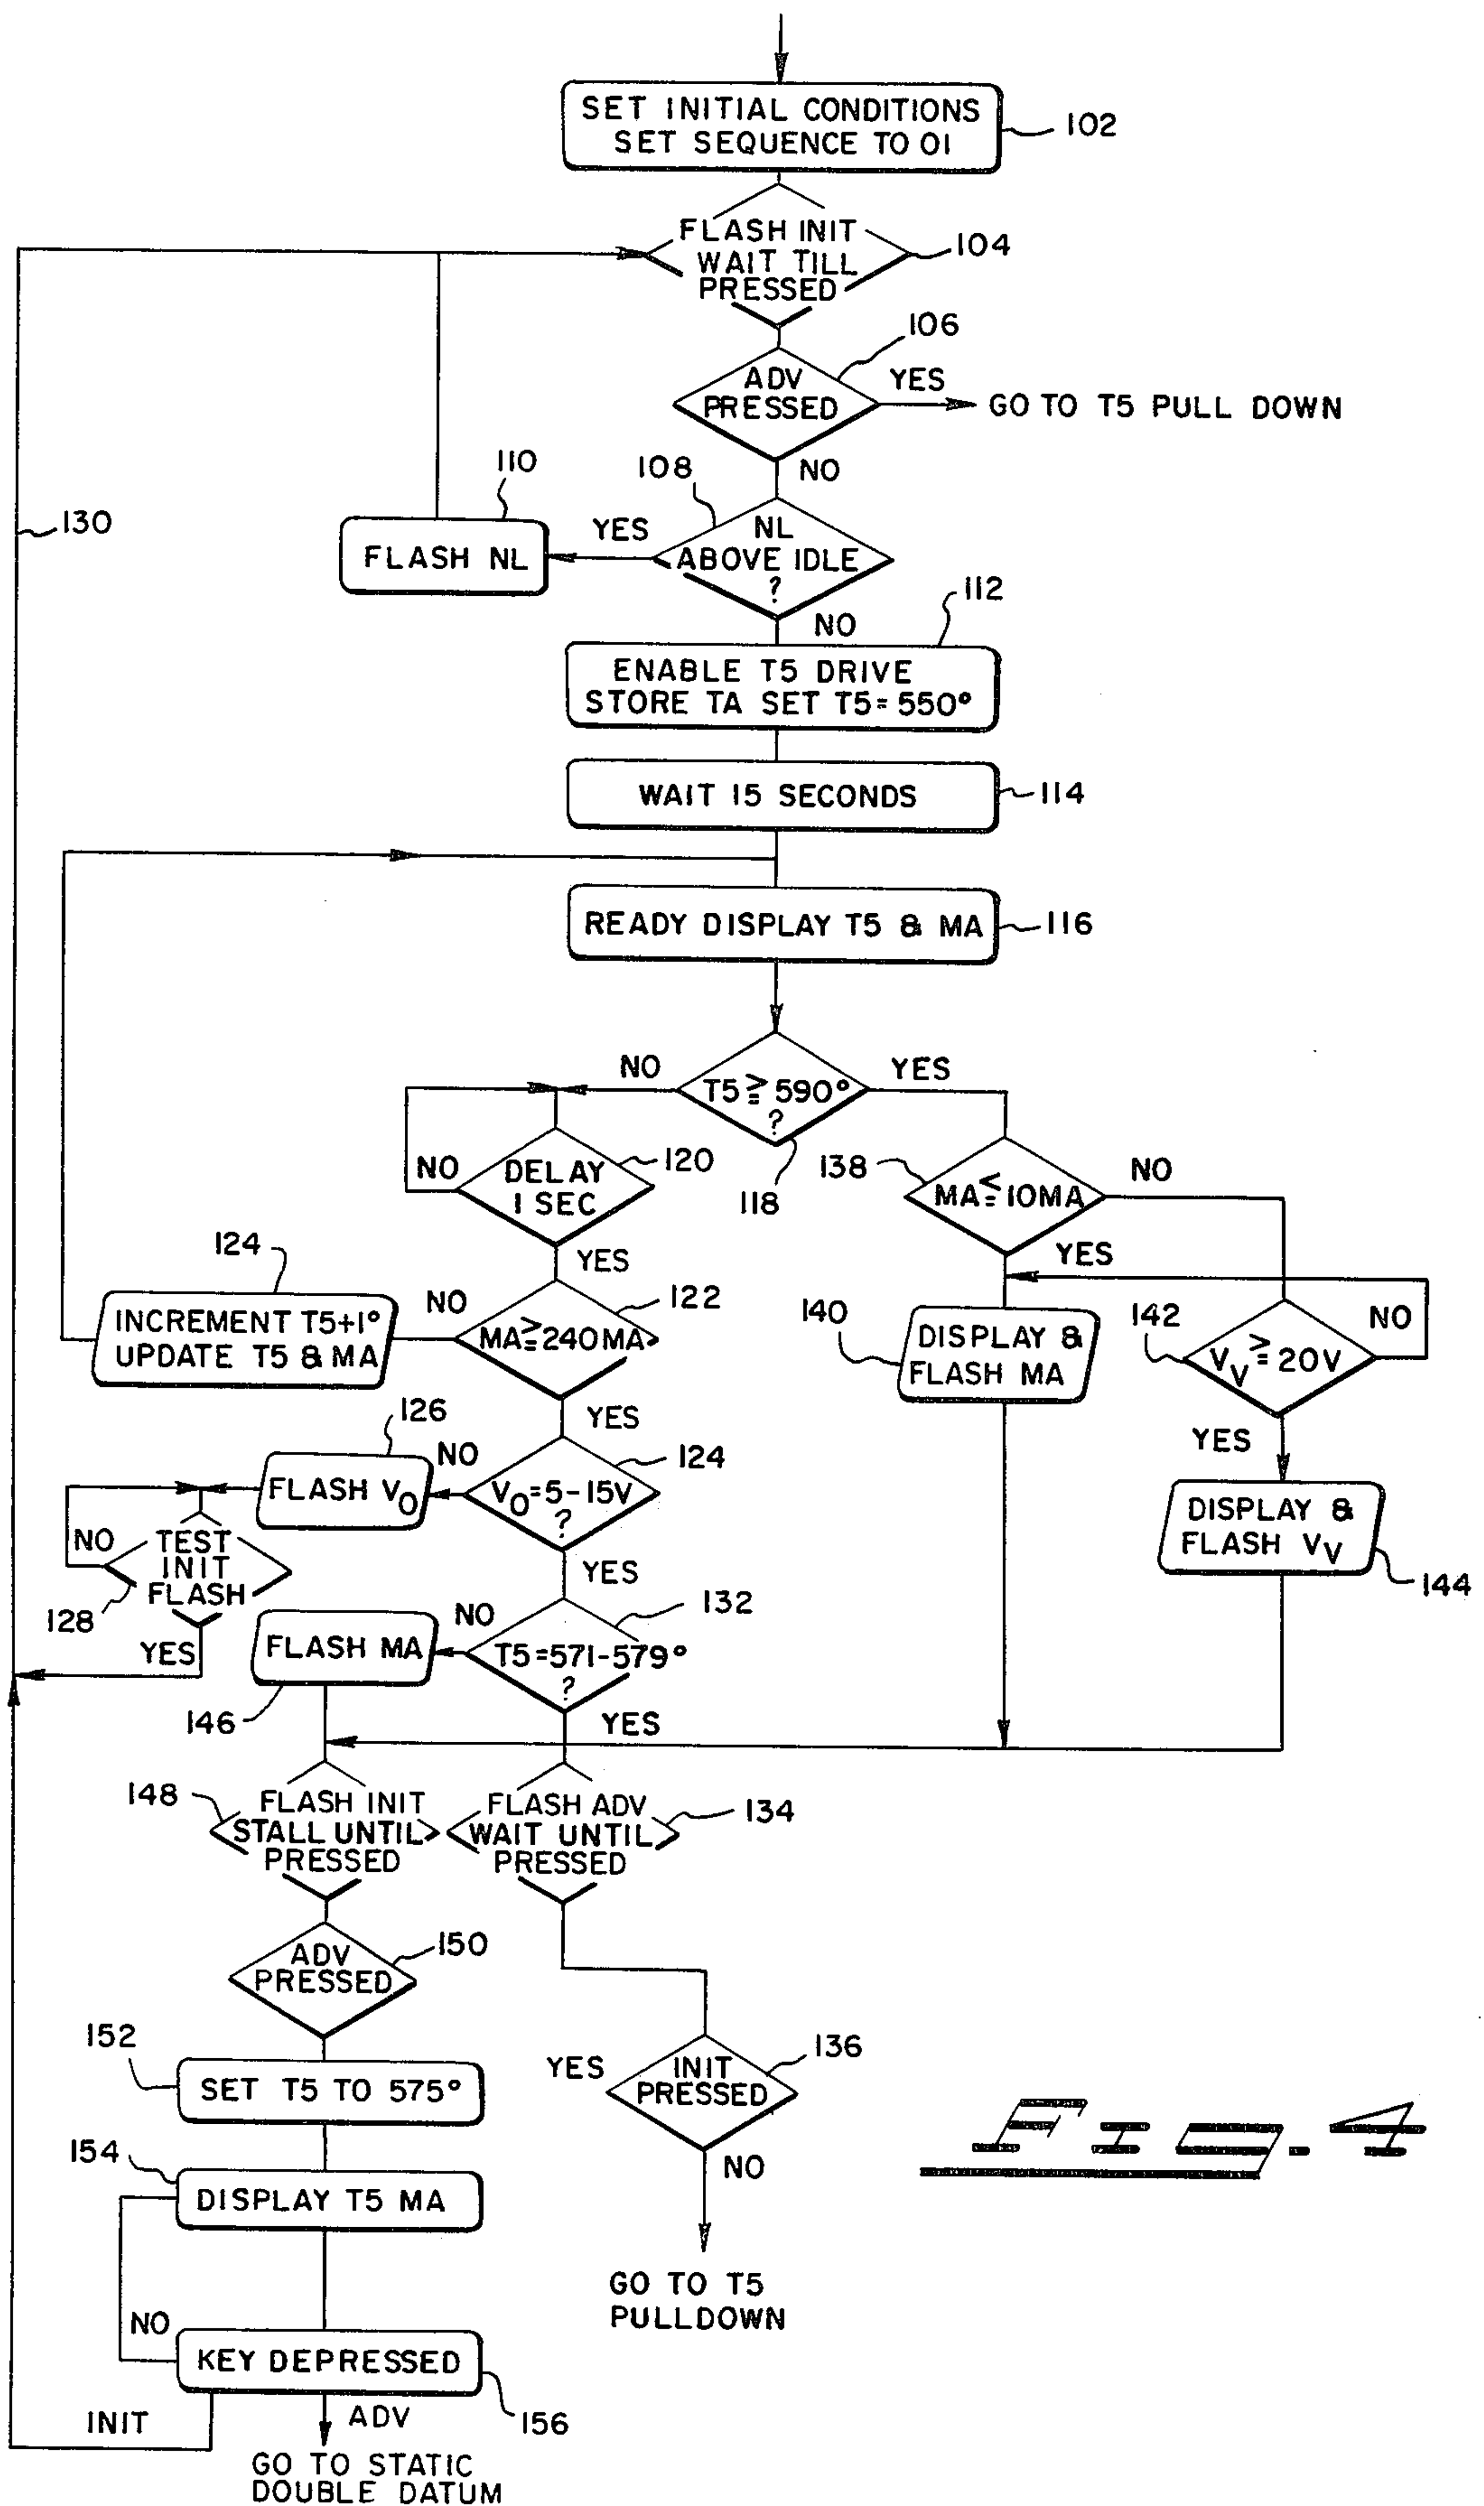 SET INITIAL CONDITIONS
SET SEQUENCE TO 01
102
FLASH INIT
WAIT TILL
PRESSED
104
106
ADV
PRESSED
YES
GO TO T5 PULL DOWN
NO
110
108
130
FLASH NL
YES
NL
ABOVE IDLE
?
NO
112
ENABLE T5 DRIVE
STORE TA SET T5=550°
WAIT 15 SECONDS
114
READY DISPLAY T5 & MA
116
NO
T5≥590°
?
YES
118
NO
DELAY
1 SEC
120
YES
138
MA≤10MA
NO
YES
124
INCREMENT T5+1°
UPDATE T5 & MA
NO
MA≥240MA
122
YES
140
DISPLAY &
FLASH MA
142
VV≥20V
NO
YES
126
FLASH VO
NO
VO=5-15V
?
124
YES
DISPLAY &
FLASH VV
144
NO
TEST
INIT
FLASH
128
YES
FLASH MA
146
NO
T5=571-579°
?
132
YES
148
FLASH INIT
STALL UNTIL
PRESSED
FLASH ADV
WAIT UNTIL
PRESSED
134
ADV
PRESSED
150
152
SET T5 TO 575°
YES
INIT
PRESSED
136
NO
154
DISPLAY T5 MA
GO TO T5
PULLDOWN
NO
KEY DEPRESSED
156
INIT
ADV
GO TO STATIC
DOUBLE DATUM
FIG. 4